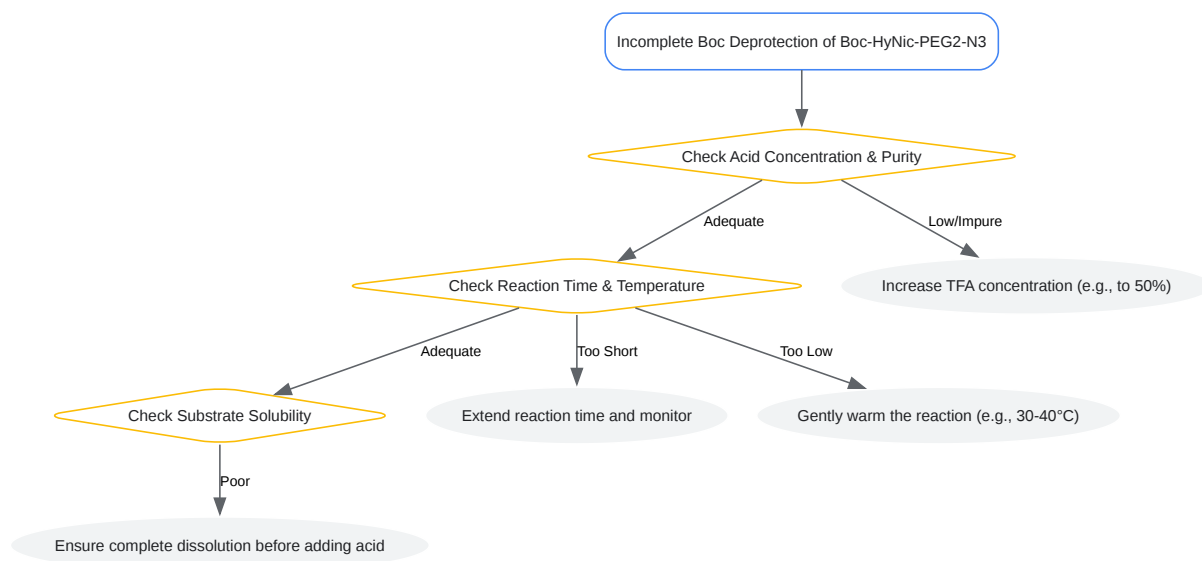 Incomplete Boc Deprotection of Boc-HyNic-PEG2-N3
Check Acid Concentration & Purity
Adequate
Low/Impure
Check Reaction Time & Temperature
Increase TFA concentration (e.g., to 50%)
Adequate
Too Short
Too Low
Check Substrate Solubility
Extend reaction time and monitor
Gently warm the reaction (e.g., 30-40°C)
Poor
Ensure complete dissolution before adding acid